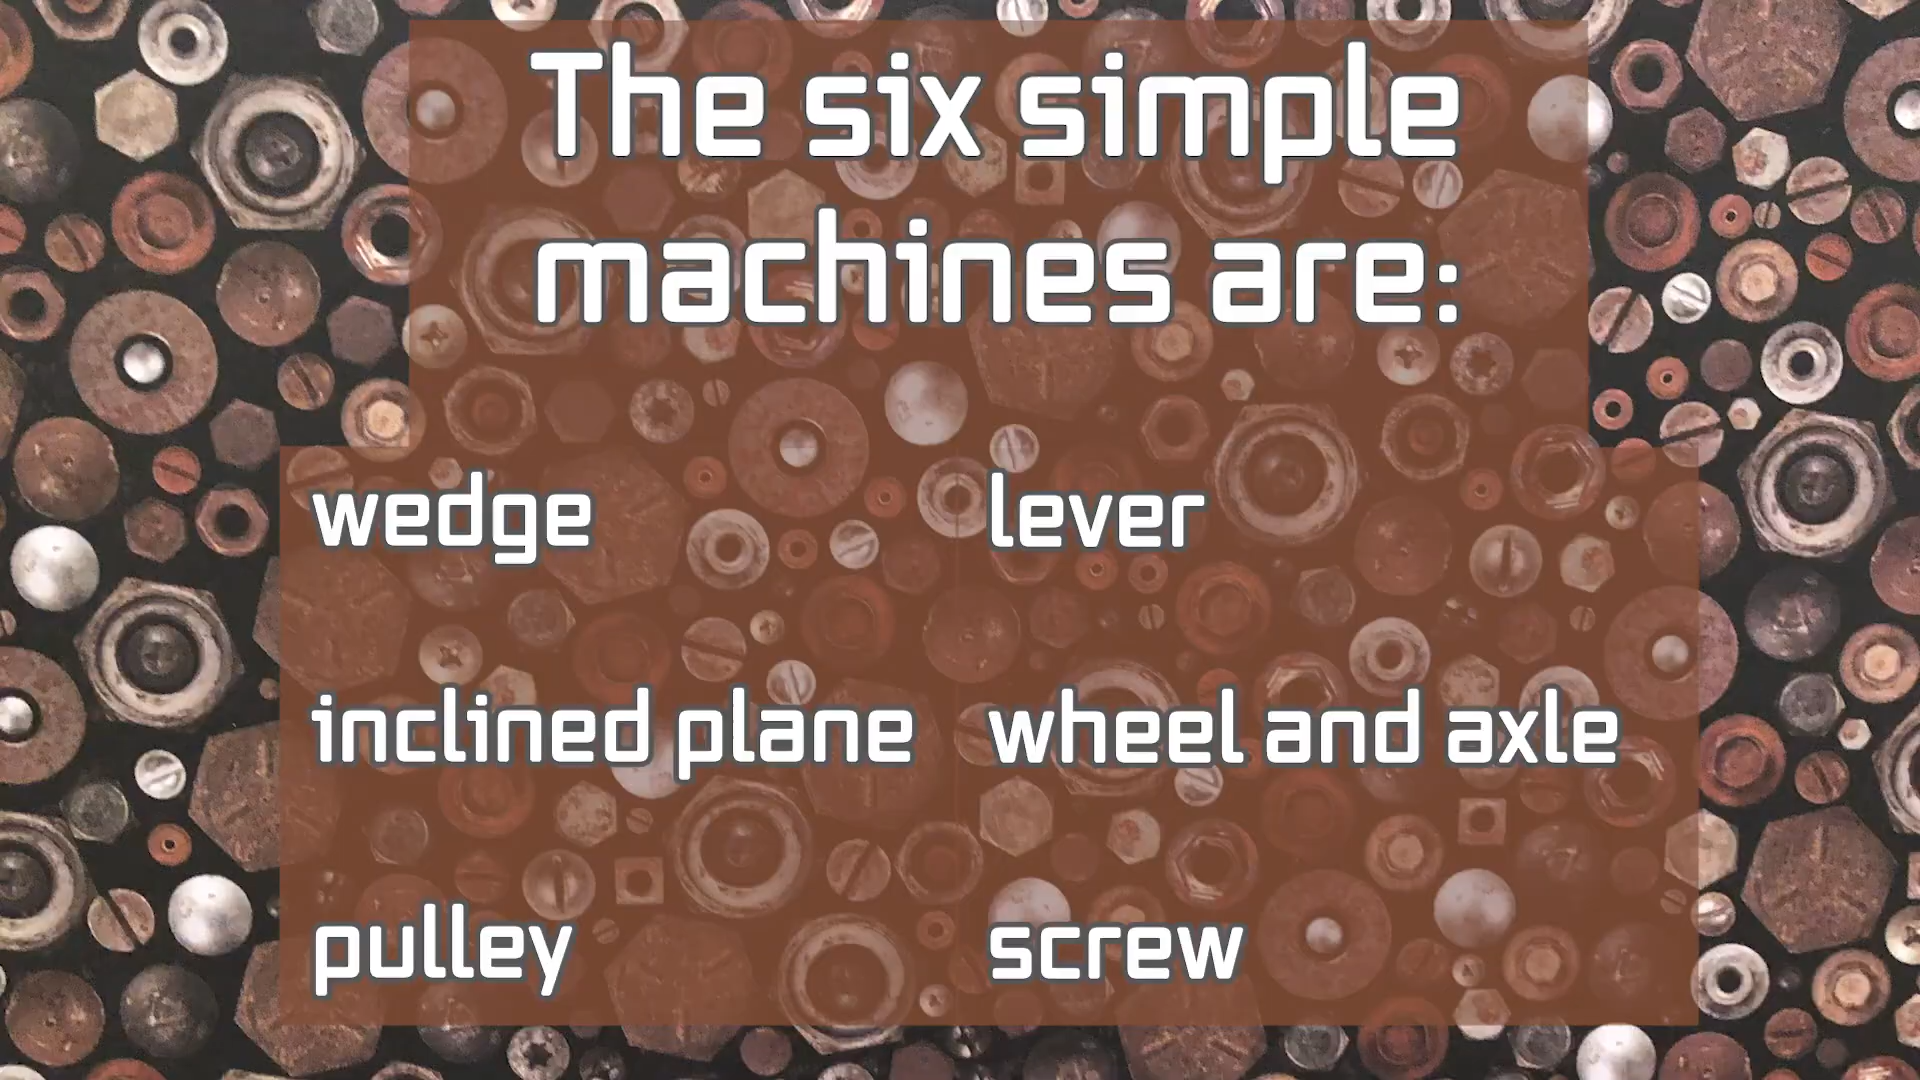 The six simple
machines are:
wedge
lever
inclined plane
wheel and axle
pulley
screw